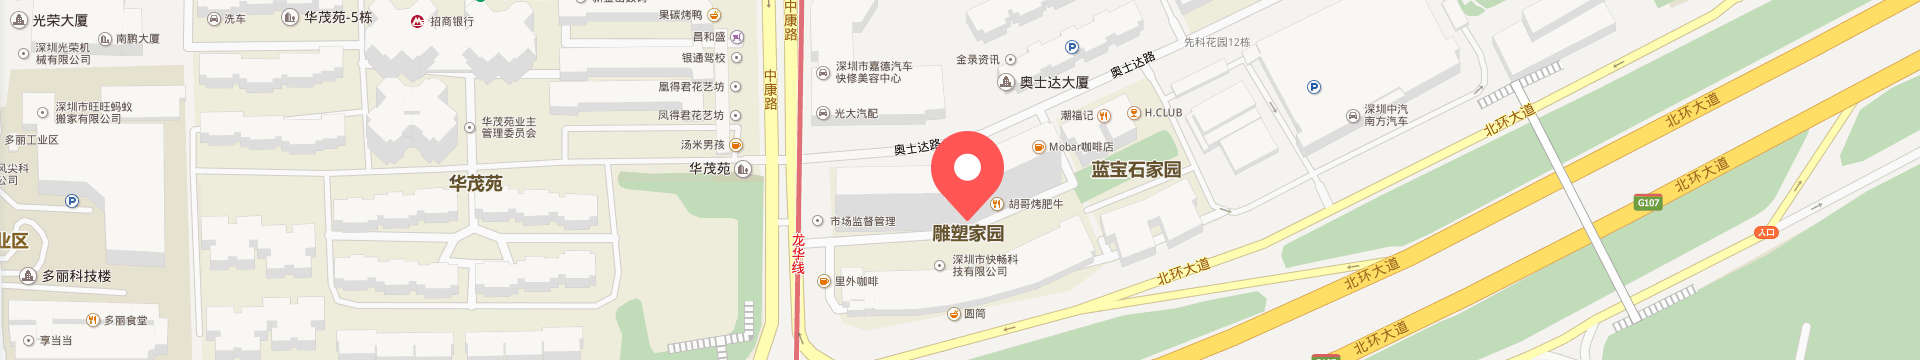 光荣大厦
洗车
华茂苑-5栋
招商银行
果碳烤鸭
中康路
南鹏大厦
深圳光荣机
械有限公司
昌和盛
银通驾校
凰得君花艺坊
凤得君花艺坊
汤米男孩
中康路
深圳市嘉德汽车
快修美容中心
光大汽配
金录资讯
P
奥士达大厦
奥士达路
先科花园12栋
P
深圳中汽
南方汽车
北环大道
北环大道
深圳市旺旺蚂蚁
搬家有限公司
多丽工业区
风尖科
公司
P
华茂苑业主
管理委员会
华茂苑
华茂苑
潮福记
H.CLUB
奥士达路
Mobar咖啡店
蓝宝石家园
北环大道
G107
胡哥烤肥牛
市场监督管理
雕塑家园
龙华线
业区
多丽科技楼
深圳市快畅科
技有限公司
里外咖啡
圆筒
北环大道
北环大道
入口
多丽食堂
享当当
北环大道